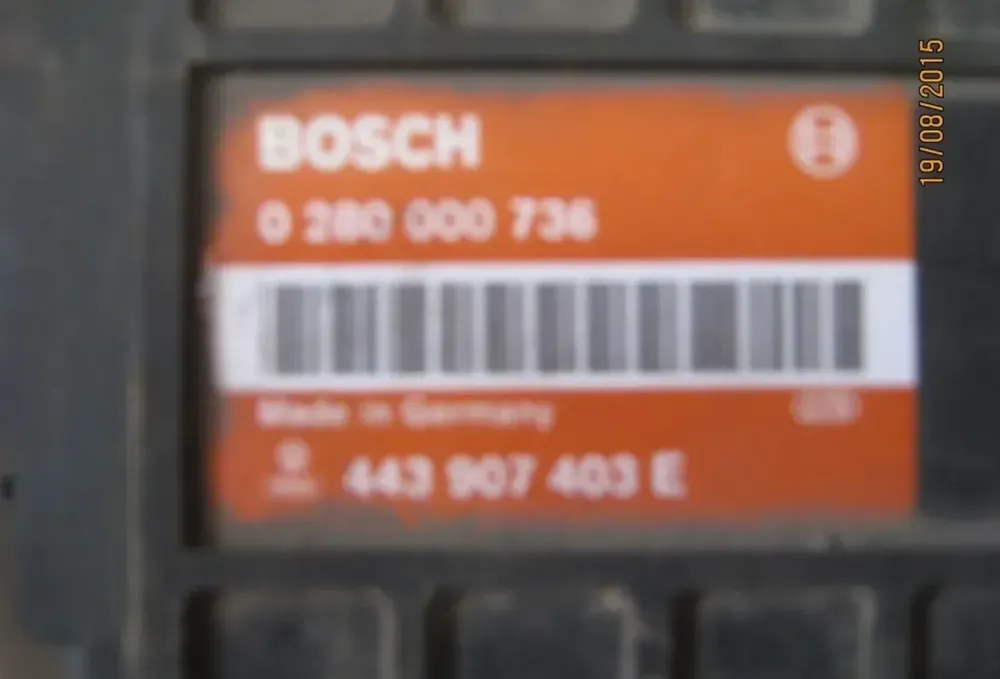 BOSCH
0 280 000 736
Made in Germany
443 907 403 E
19/08/2015